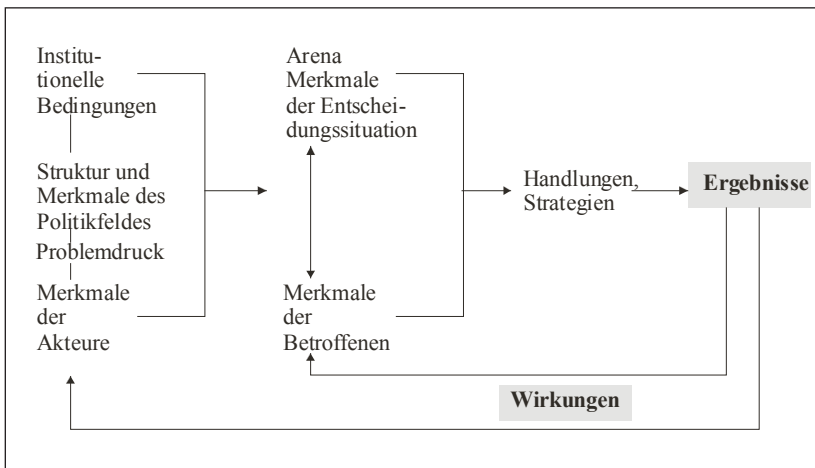 Institu-
tionelle
Bedingungen
Struktur und
Merkmale des
Politikfeldes
Problemdruck
Merkmale
der
Akteure
Arena
Merkmale
der Entschei-
dungssituation
Merkmale
der
Betroffenen
Handlungen,
Strategien
Ergebnisse
Wirkungen